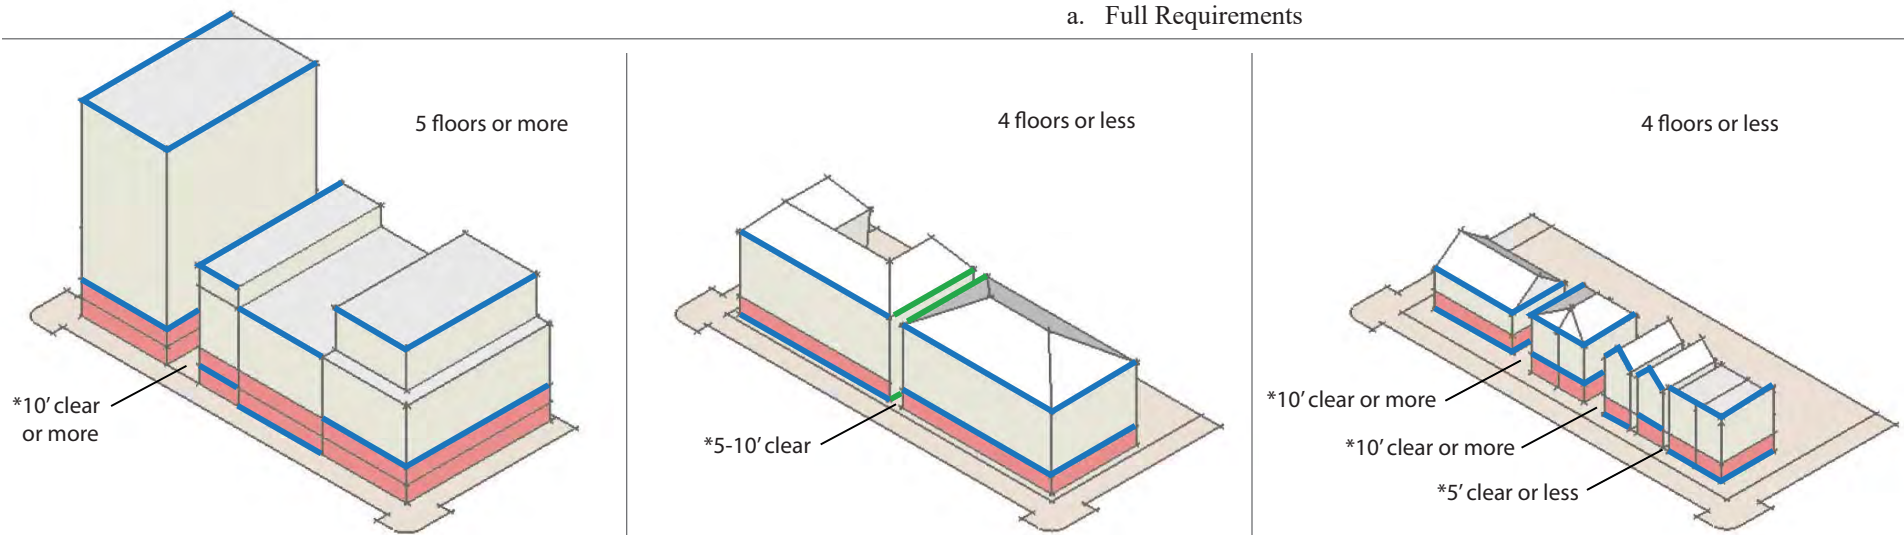 a. Full Requirements
5 floors or more
*10’ clear
or more
4 floors or less
*5-10’ clear
4 floors or less
*10’ clear or more
*10’ clear or more
*5’ clear or less